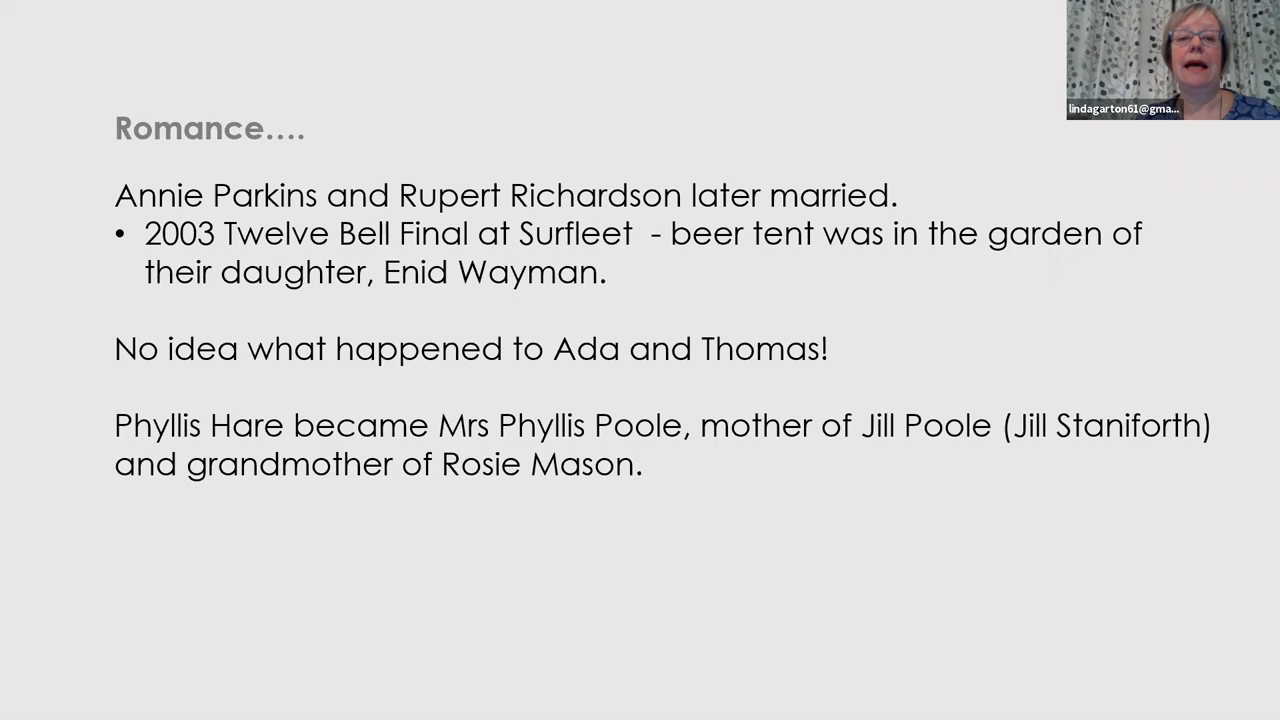 lindagarton61@gma...
Romance....
Annie Parkins and Rupert Richardson later married.
• 2003 Twelve Bell Final at Surfleet - beer tent was in the garden of
their daughter, Enid Wayman.
No idea what happened to Ada and Thomas!
Phyllis Hare became Mrs Phyllis Poole, mother of Jill Poole (Jill Staniforth)
and grandmother of Rosie Mason.